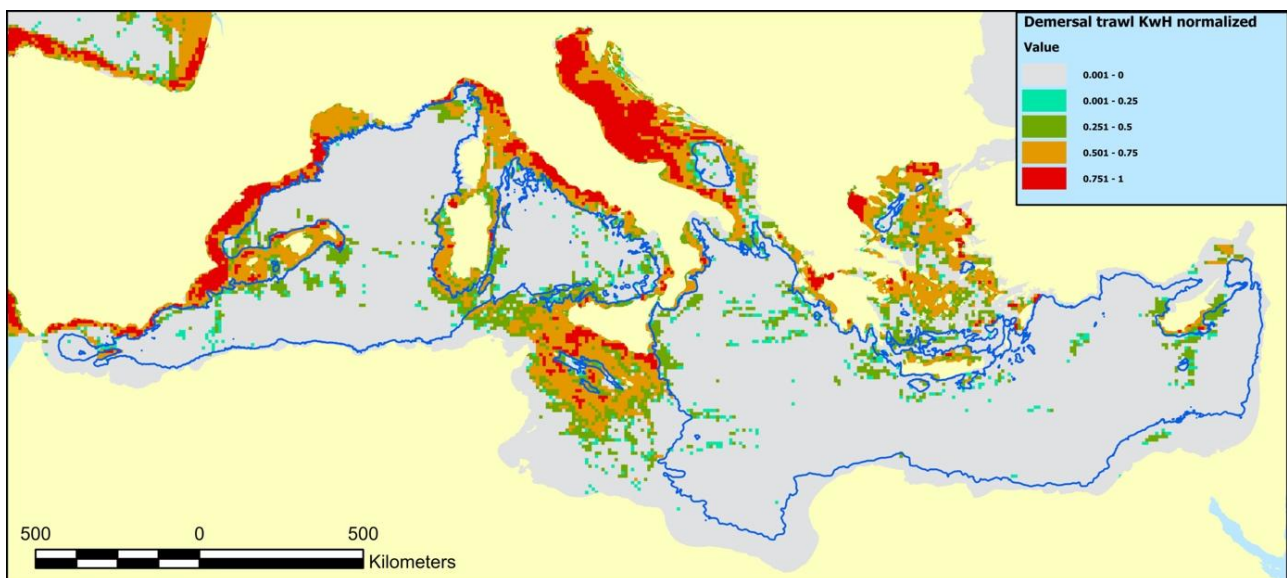 Demersal trawl KwH normalized
Value
0.001 - 0
0.001 - 0.25
0.251 - 0.5
0.501 - 0.75
0.751 - 1
500 0 500
Kilometers